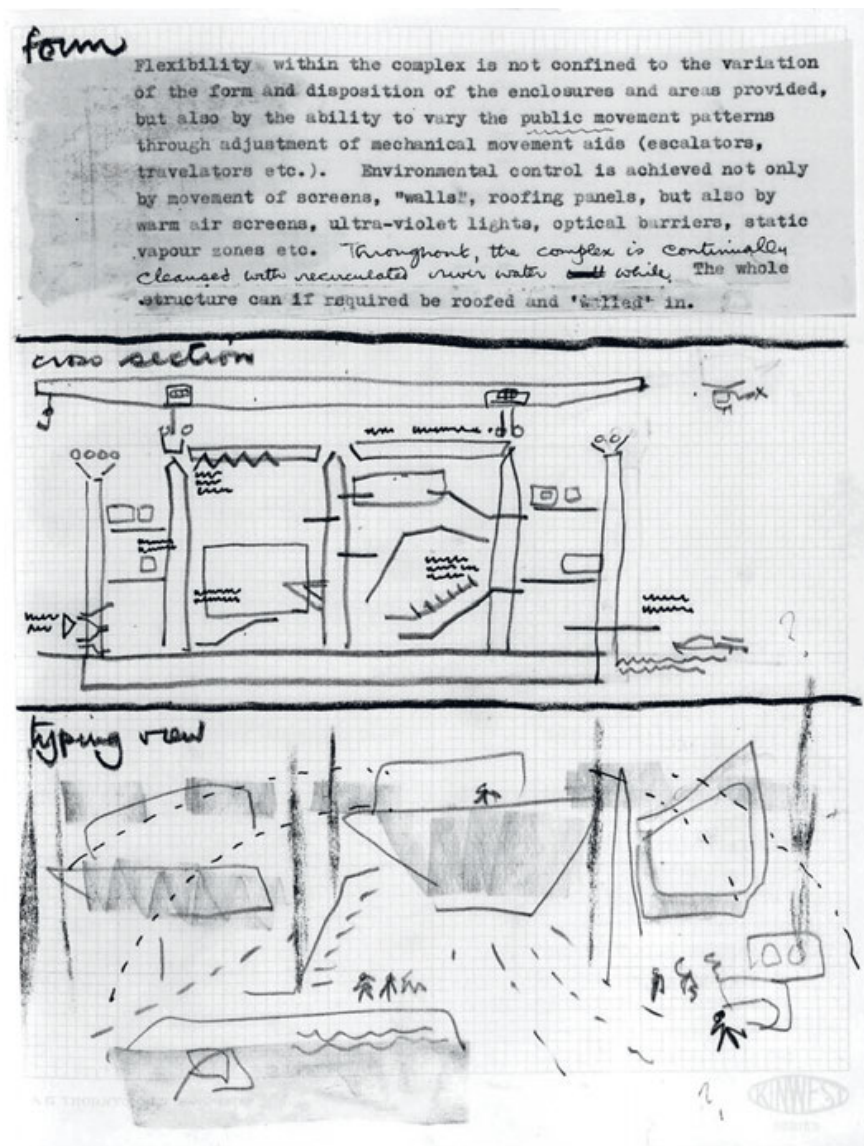 form
Flexibility within the complex is not confined to the variation
of the form and disposition of the enclosures and areas provided,
but also by the ability to vary the public movement patterns
through adjustment of mechanical movement aids (escalators,
travelators etc.). Environmental control is achieved not only
by movement of screens, "walls", roofing panels, but also by
warm air screens, ultra-violet lights, optical barriers, static
vapour zones etc. Throughout, the complex is continually
cleansed with recirculated river water while The whole
structure can if required be roofed and 'walled' in.
cross section
?
typing view
?
KINWEST
SERIES